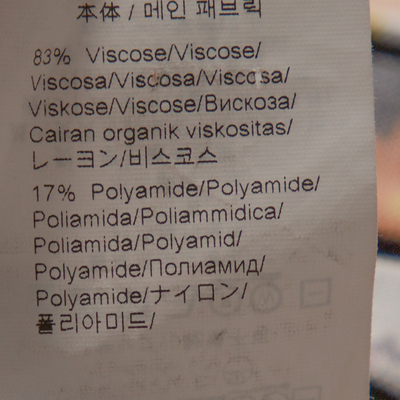 本体 / 메인 패브릭
83% Viscose/Viscose/
Viscosa/Viscosa/Viscosa/
Viskose/Viscose/Вискоза/
Cairan organik viskositas/
レーヨン/비스코스
17% Polyamide/Polyamide/
Poliamida/Poliammidica/
Poliamida/Polyamid/
Polyamide/Полиамид/
Polyamide/ナイロン/
폴리아미드/